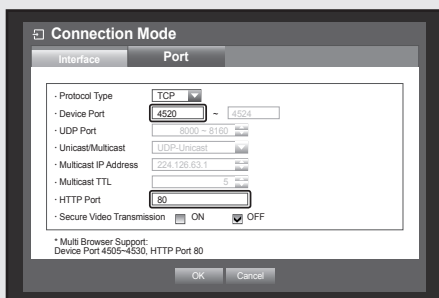 Connection Mode
Interface Port
· Protocol Type TCP
· Device Port 4520 ~ 4524
· UDP Port 8000 ~ 8160
· Unicast/Multicast UDP-Unicast
· Multicast IP Address 224.126.63.1
· Multicast TTL 5
· HTTP Port 80
· Secure Video Transmission ON OFF
* Multi Browser Support:
Device Port 4505~4530, HTTP Port 80
OK Cancel